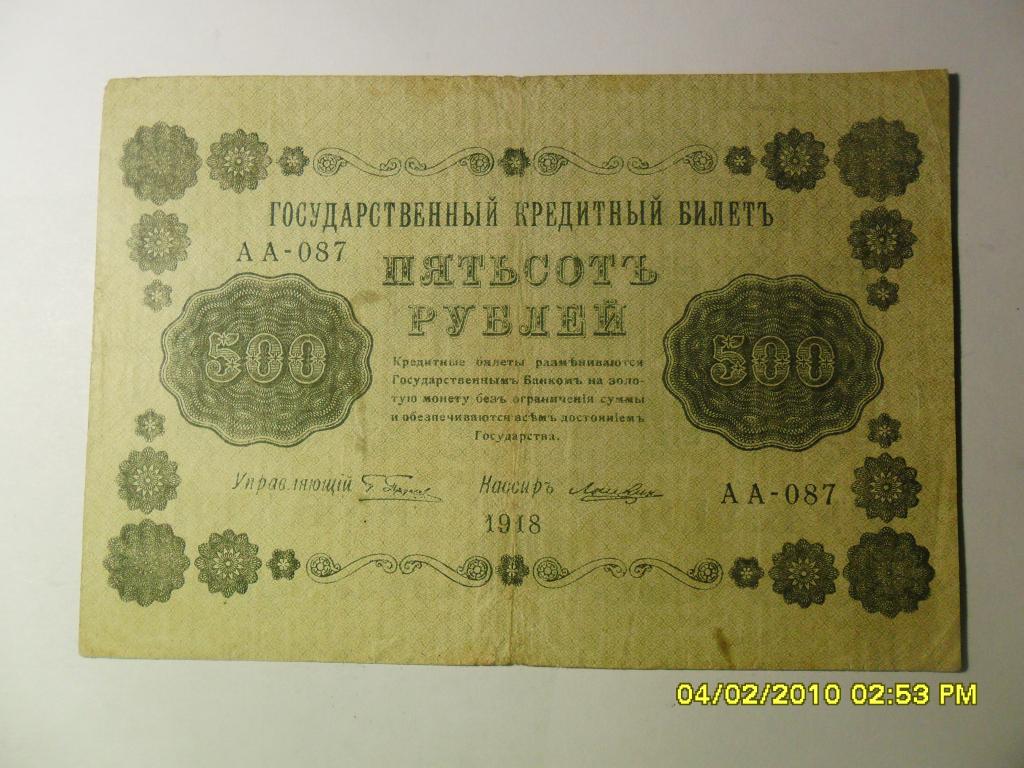 ГОСУДАРСТВЕННЫЙ КРЕДИТНЫЙ БИЛЕТЪ
АА-087
ПЯТЬСОТЪ
РУБЛЕЙ
500
500
Кредитные билеты размѣниваются
Государственнымъ Банкомъ на золо-
тую монету безъ ограниченія суммы
и обезпечиваются всѣмъ достояніемъ
Государства.
Управляющій
Кассиръ
АА-087
1918
04/02/2010 02:53 PM